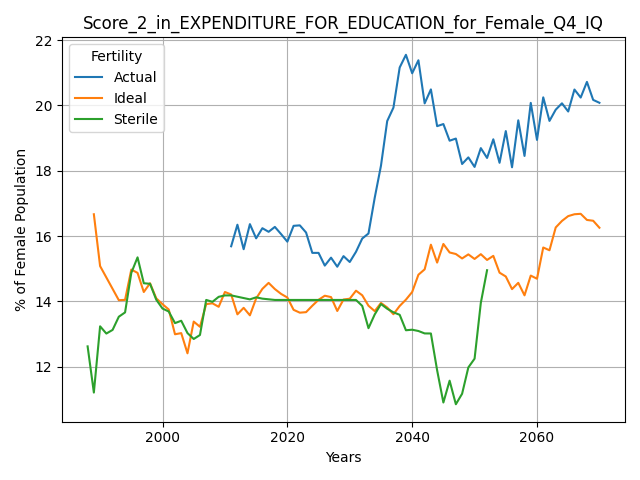 Score_2_in_EXPENDITURE_FOR_EDUCATION_for_Female_Q4_IQ
Fertility
Actual
Ideal
Sterile
% of Female Population
22
20
18
16
14
12
2000 2020 2040 2060
Years